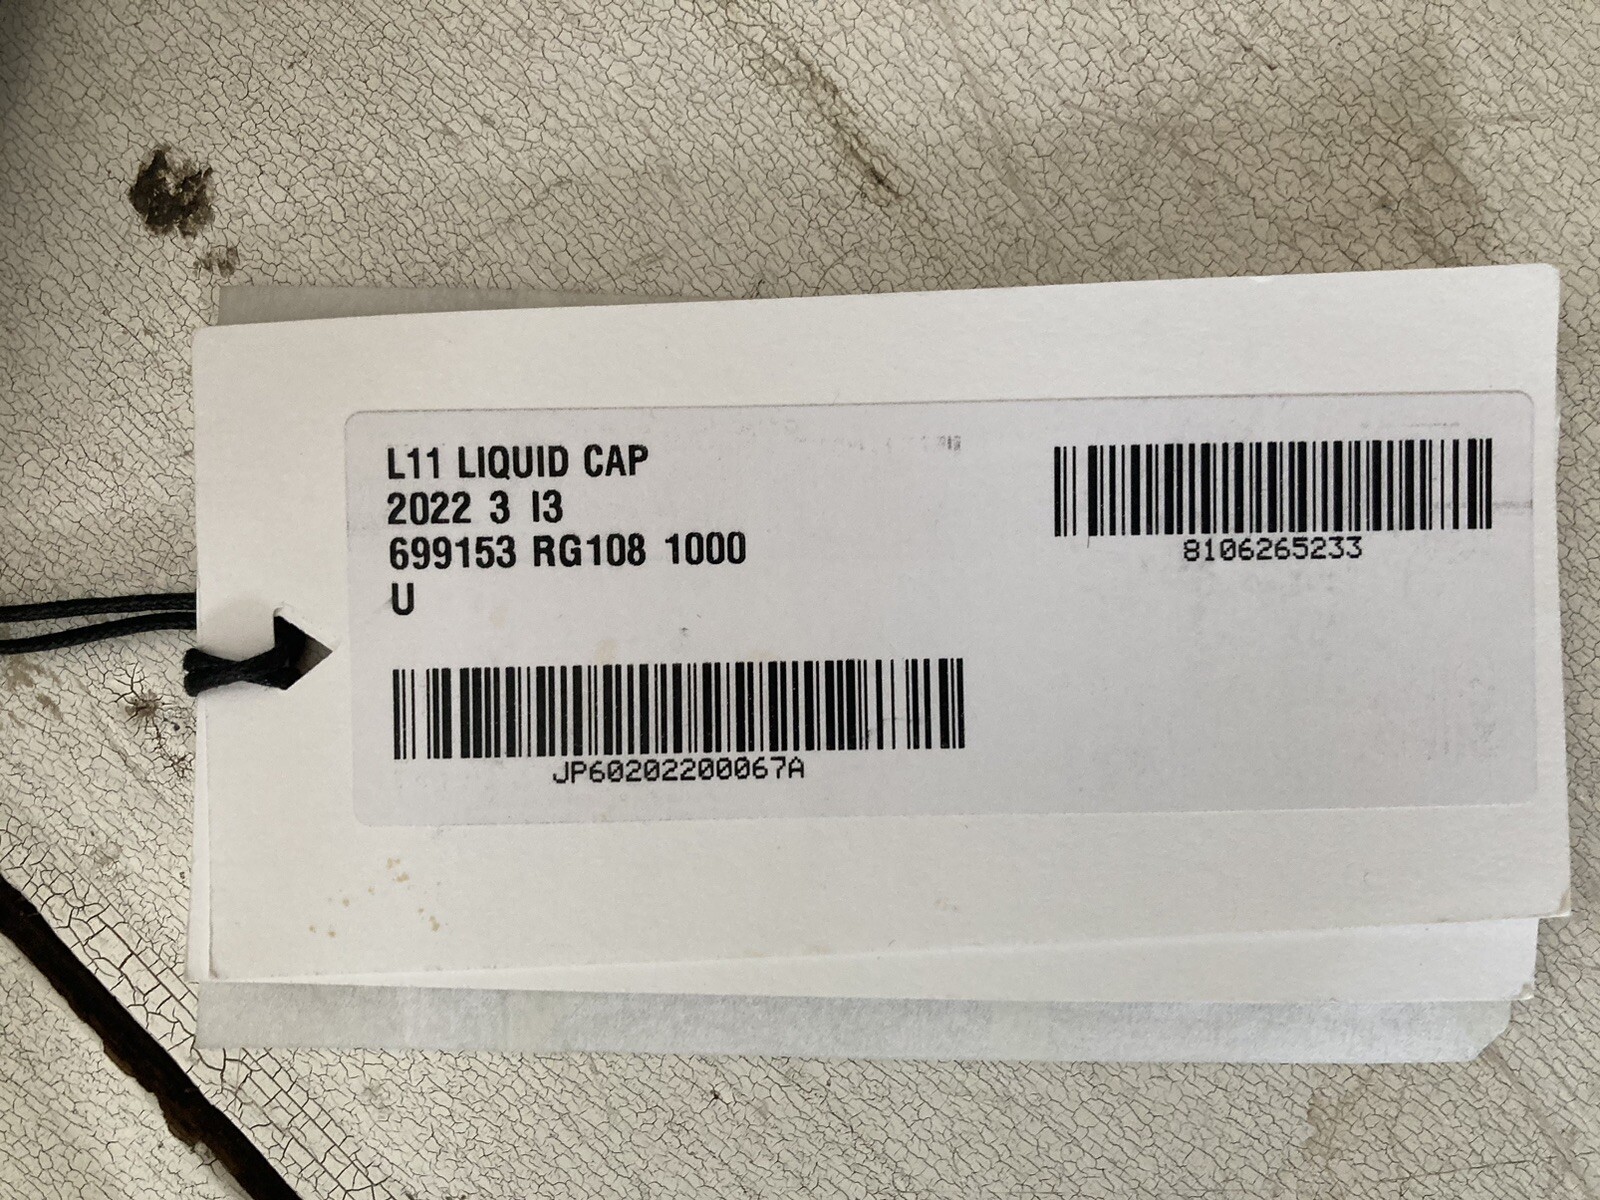 L11 LIQUID CAP
2022 3 I3
699153 RG108 1000
U
8106265233
JP60202200067A